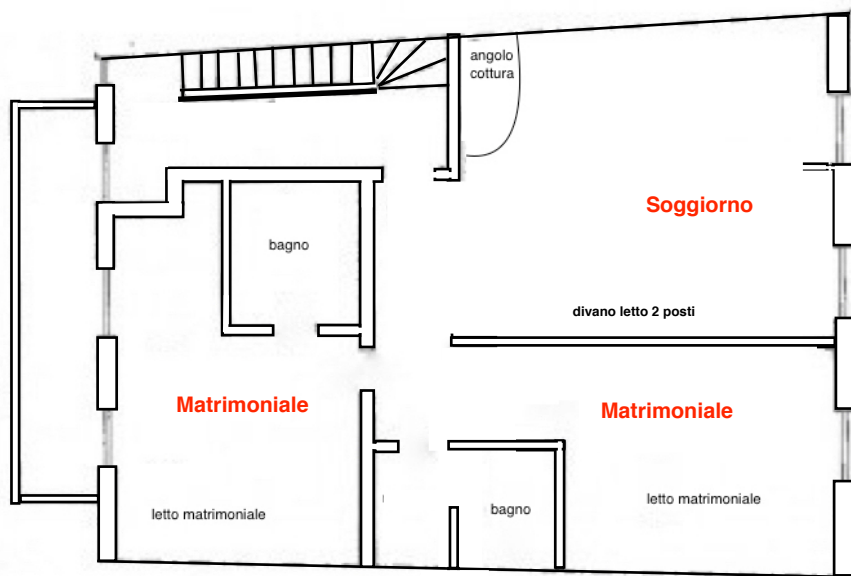 angolo
cottura
Soggiorno
bagno
divano letto 2 posti
Matrimoniale
Matrimoniale
letto matrimoniale
bagno
letto matrimoniale